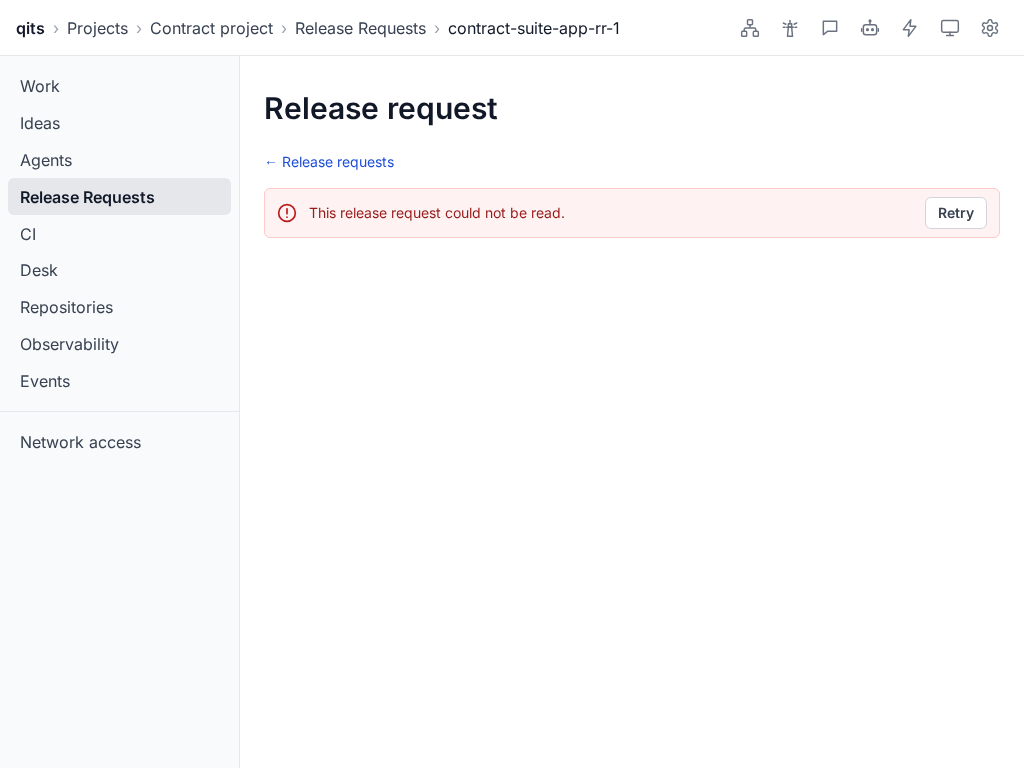 qits › Projects › Contract project › Release Requests › contract-suite-app-rr-1
Work
Ideas
Agents
Release Requests
CI
Desk
Repositories
Observability
Events
Network access
Release request
← Release requests
This release request could not be read.
Retry